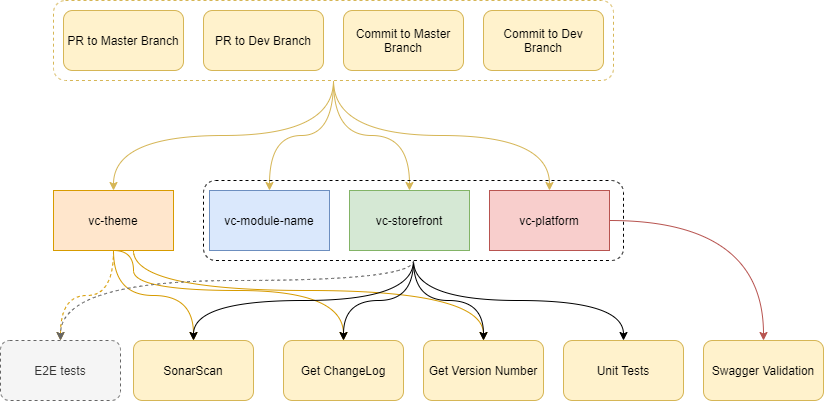 PR to Master Branch
PR to Dev Branch
Commit to Master
Branch
Commit to Dev
Branch
vc-theme
vc-module-name
vc-storefront
vc-platform
E2E tests
SonarScan
Get ChangeLog
Get Version Number
Unit Tests
Swagger Validation